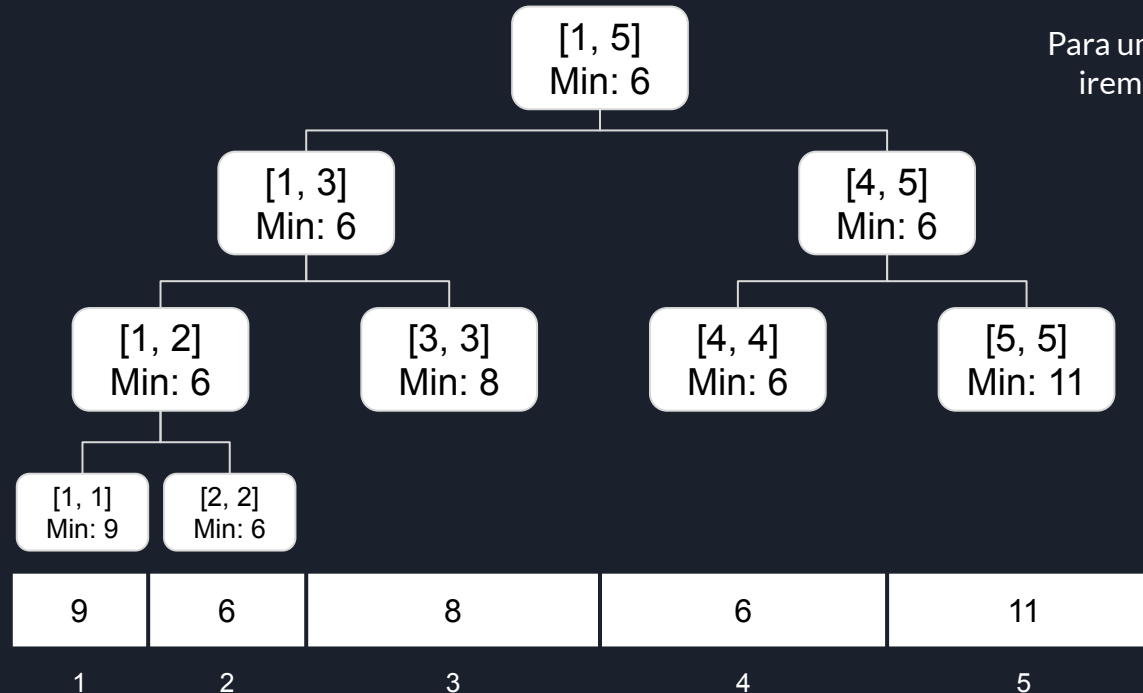 [1, 5]
Min: 6
Para
irem
[1, 3]
Min: 6
[4, 5]
Min: 6
[1, 2]
Min: 6
[3, 3]
Min: 8
[4, 4]
Min: 6
[5, 5]
Min: 11
[1, 1]
Min: 9
[2, 2]
Min: 6
9 6 8 6 11
1 2 3 4 5